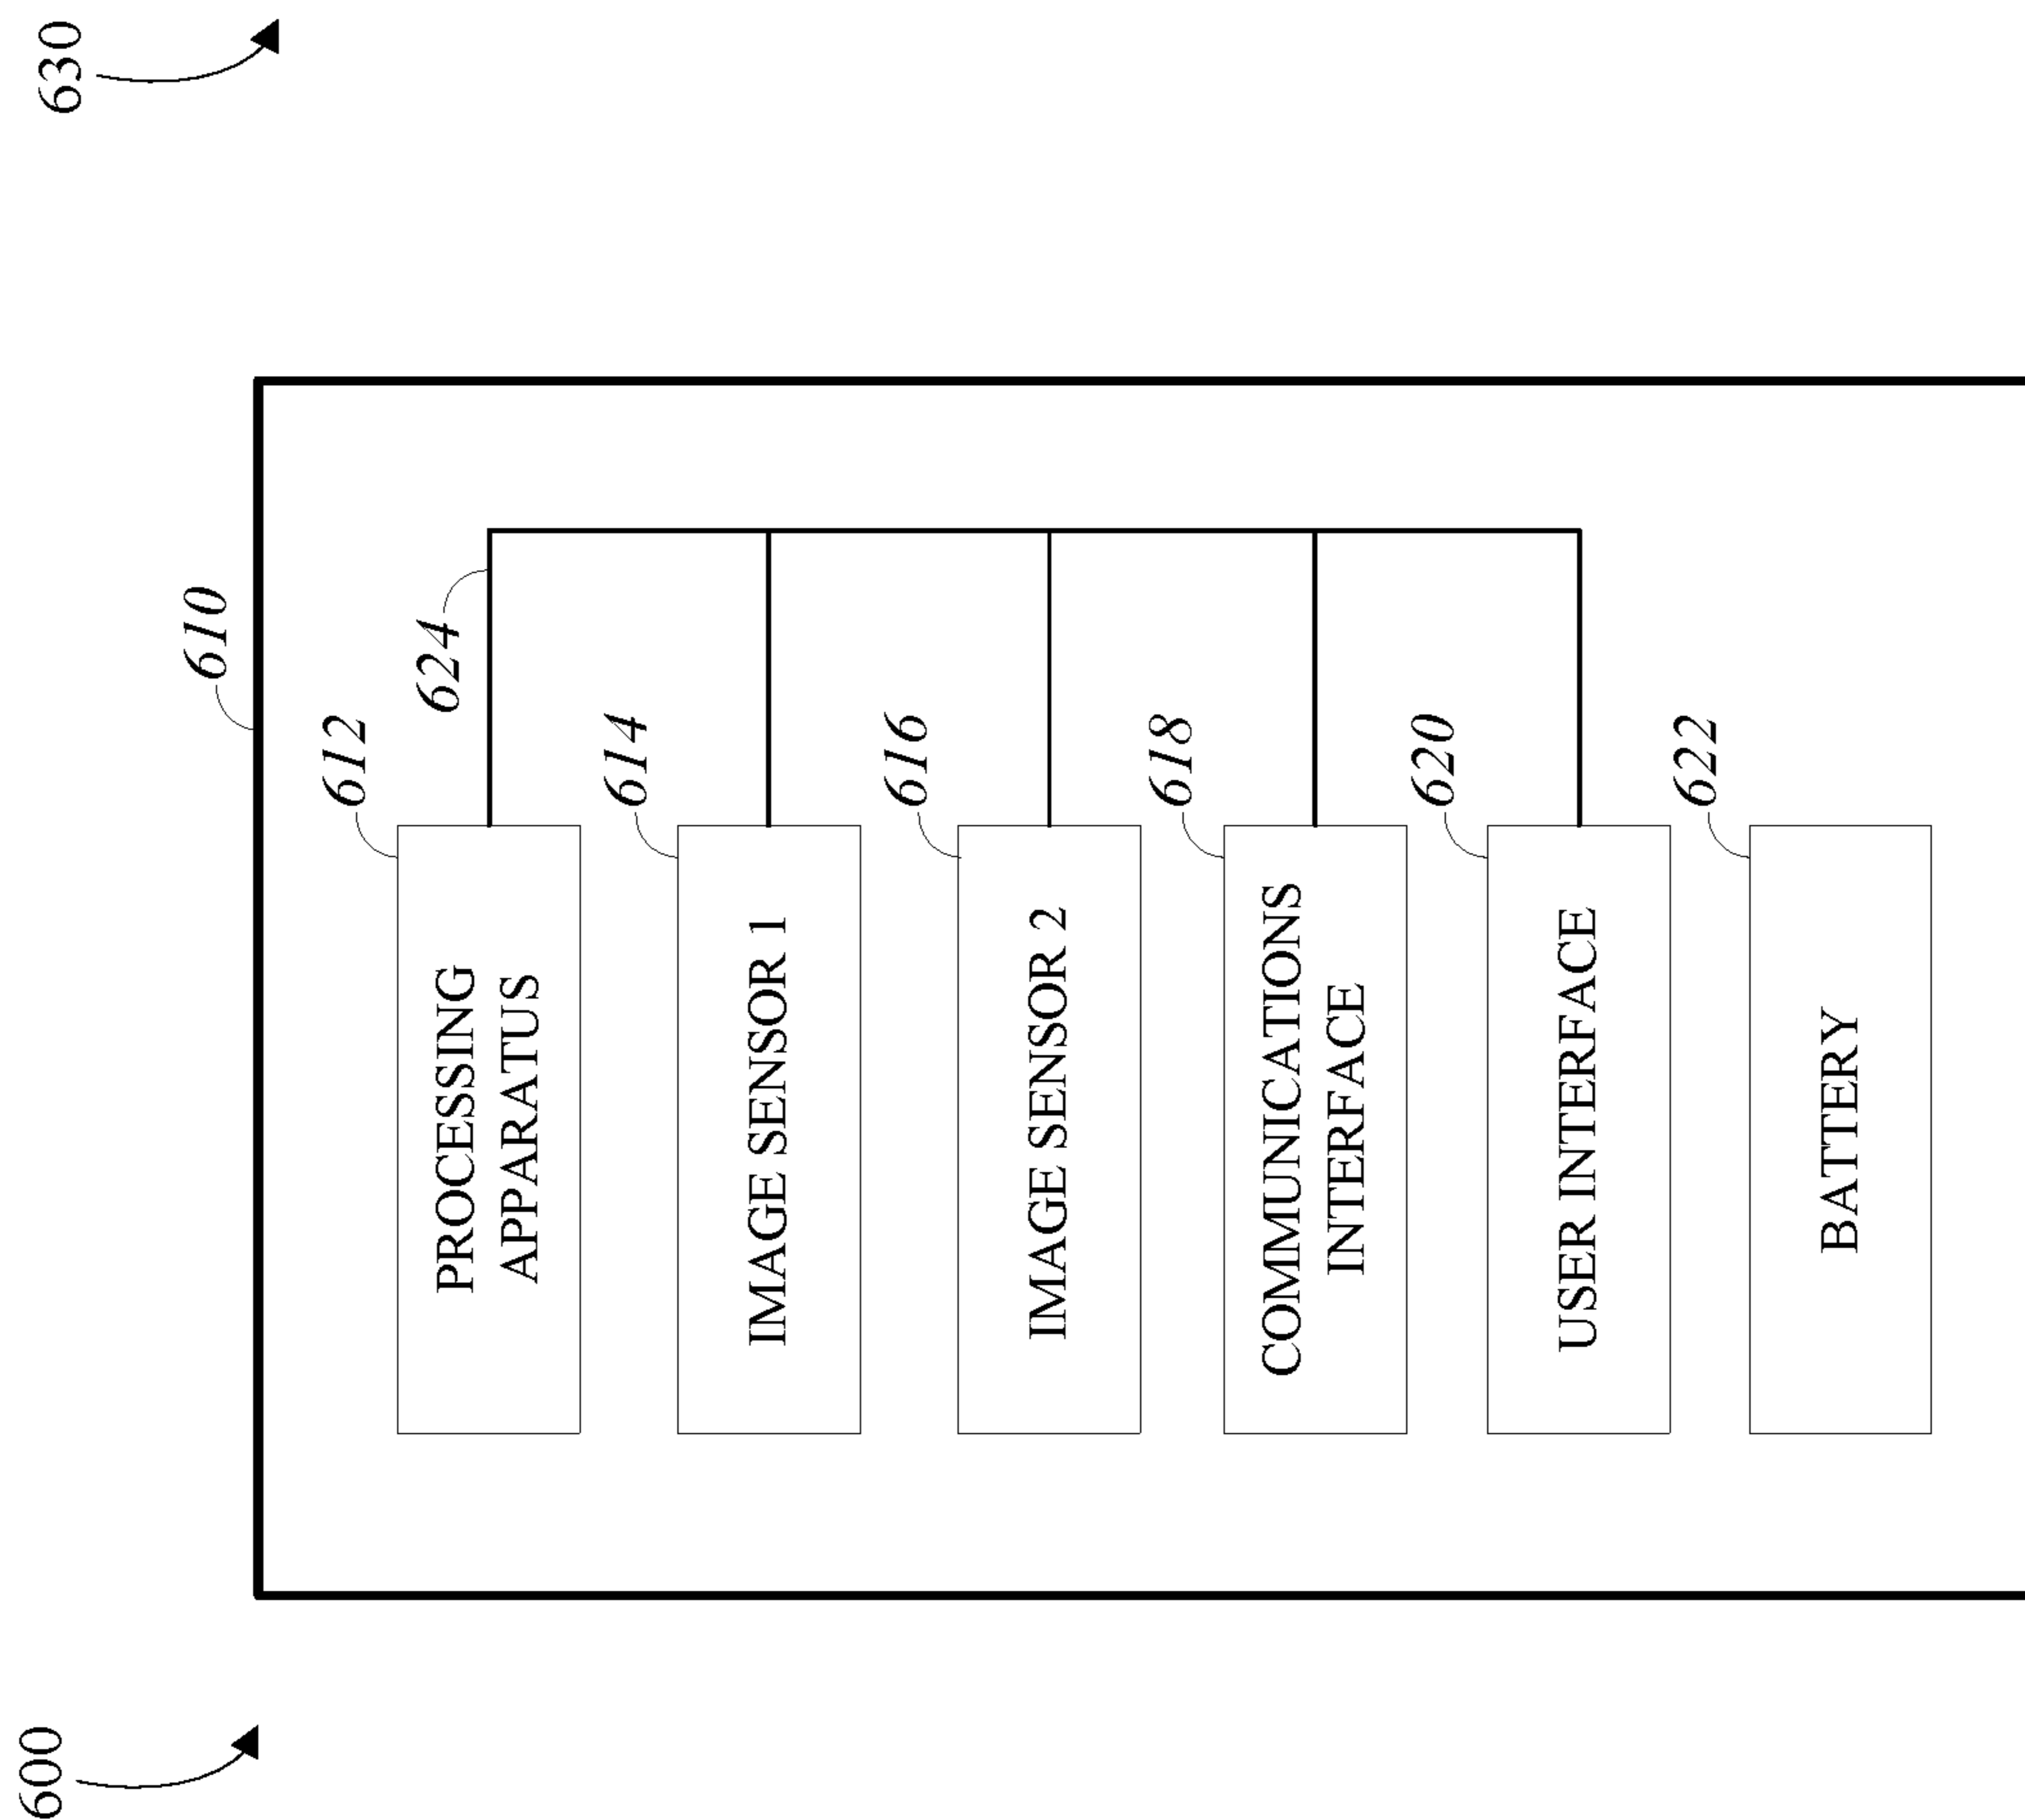 600
630
610
612
624
PROCESSING
APPARATUS
614
IMAGE SENSOR 1
616
IMAGE SENSOR 2
618
COMMUNICATIONS
INTERFACE
620
USER INTERFACE
622
BATTERY